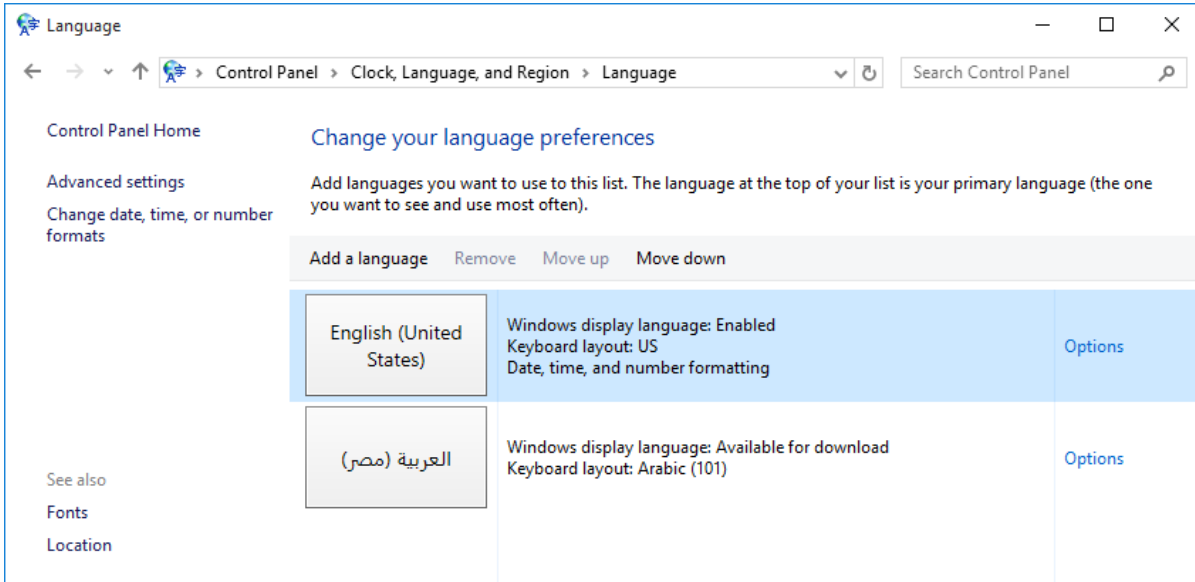 Language
Control Panel > Clock, Language, and Region > Language
Search Control Panel
Control Panel Home
Advanced settings
Change date, time, or number
formats
See also
Fonts
Location
Change your language preferences
Add languages you want to use to this list. The language at the top of your list is your primary language (the one
you want to see and use most often).
Add a language Remove Move up Move down
English (United
States)
Windows display language: Enabled
Keyboard layout: US
Date, time, and number formatting
Options
العربية (مصر)
Windows display language: Available for download
Keyboard layout: Arabic (101)
Options